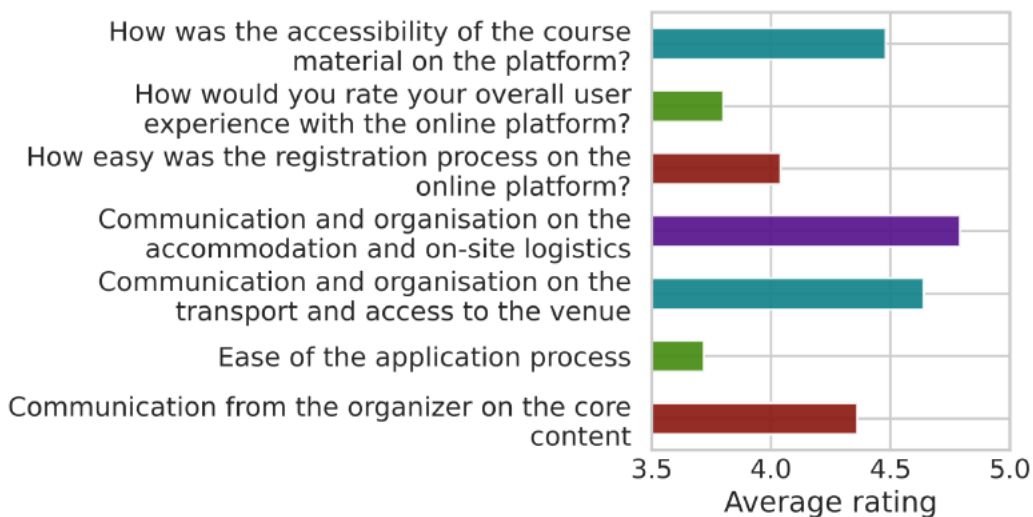 How was the accessibility of the course
material on the platform?
How would you rate your overall user
experience with the online platform?
How easy was the registration process on the
online platform?
Communication and organisation on the
accommodation and on-site logistics
Communication and organisation on the
transport and access to the venue
Ease of the application process
Communication from the organizer on the core
content
3.5 4.0 4.5 5.0
Average rating